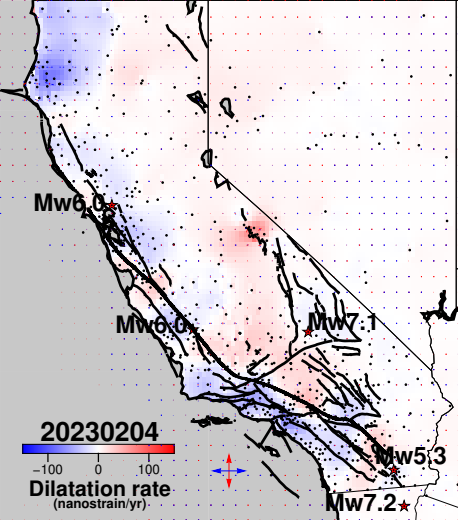 Mw6.0
Mw6.0
Mw7.1
20230204
−100 0 100
Dilatation rate
(nanostrain/yr)
Mw5.3
Mw7.2